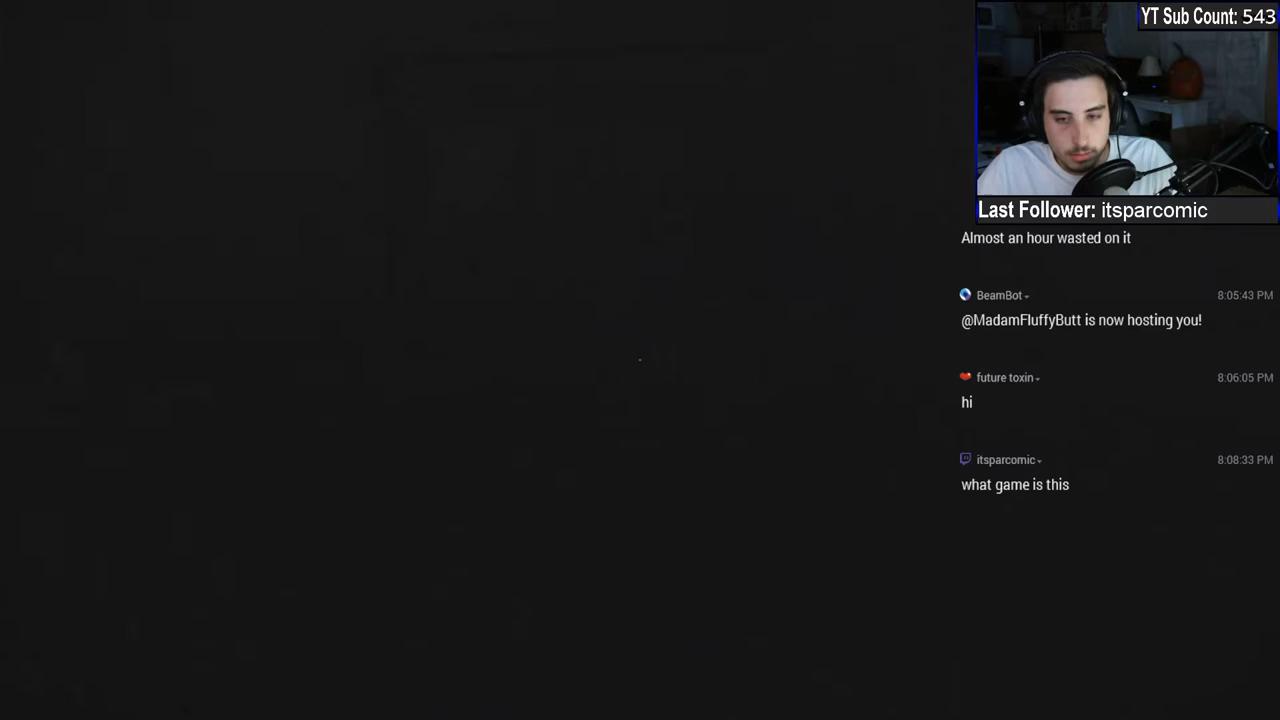 YT Sub Count: 543
Last Follower: itsparcomic
Almost an hour wasted on it
BeamBot 8:05:43 PM
@MadamFluffyButt is now hosting you!
future toxin 8:06:05 PM
hi
itsparcomic 8:08:33 PM
what game is this